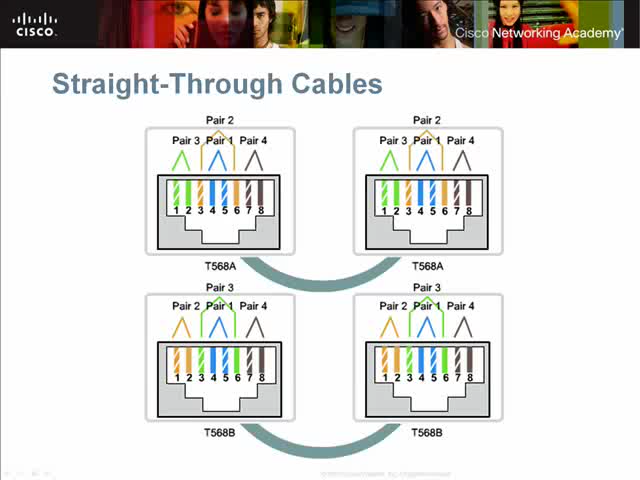 CISCO
Cisco Networking Academy
Straight-Through Cables
Pair 2
Pair 3 Pair 1 Pair 4
1 2 3 4 5 6 7 8
T568A
Pair 2
Pair 3 Pair 1 Pair 4
1 2 3 4 5 6 7 8
T568A
Pair 3
Pair 2 Pair 1 Pair 4
1 2 3 4 5 6 7 8
T568B
Pair 3
Pair 2 Pair 1 Pair 4
1 2 3 4 5 6 7 8
T568B